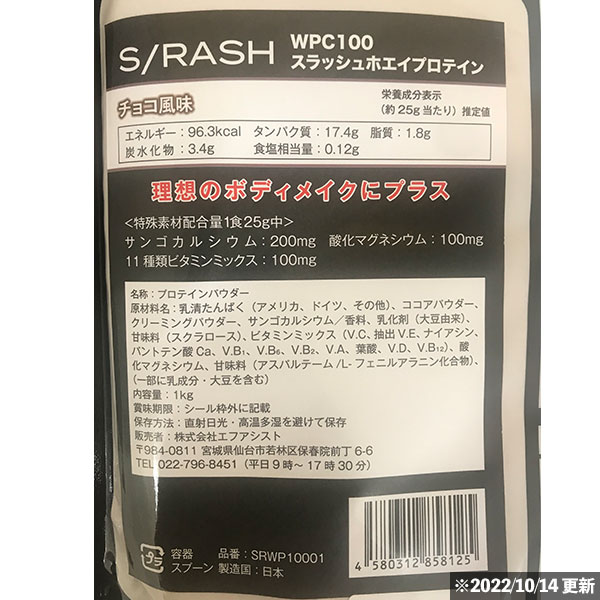 S/RASH WPC100
スラッシュホエイプロテイン
チョコ風味
栄養成分表示
(約25g当たり) 推定値
エネルギー：96.3kcal タンパク質：17.4g 脂質：1.8g
炭水化物：3.4g 食塩相当量：0.12g
理想のボディメイクにプラス
＜特殊素材配合量1食25g中＞
サンゴカルシウム：200mg 酸化マグネシウム：100mg
11種類ビタミンミックス：100mg
名称：プロテインパウダー
原材料名：乳清たんぱく（アメリカ、ドイツ、その他）、ココアパウダー、
クリーミングパウダー、サンゴカルシウム／香料、乳化剤（大豆由来）、
甘味料（スクラロース）、ビタミンミックス（V.C、抽出V.E、ナイアシン、
パントテン酸Ca、V.B1、V.B6、V.B2、V.A、葉酸、V.D、V.B12）、酸
化マグネシウム、甘味料（アスパルテーム/L-フェニルアラニン化合物）、
（一部に乳成分・大豆を含む）
内容量：1kg
賞味期限：シール枠外に記載
保存方法：直射日光・高温多湿を避けて保存
販売者：株式会社エフアシスト
〒984-0811 宮城県仙台市若林区保春院前丁6-6
TEL.022-796-8451（平日9時〜17時30分）
プラ
容器 品番：SRWP10001
スプーン 製造国：日本
4 580312 858125
※2022/10/14更新